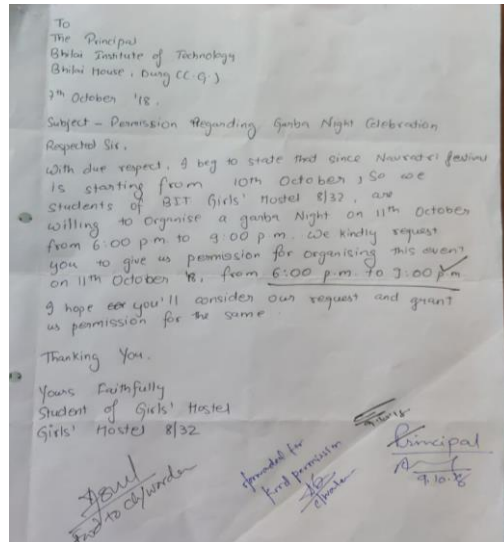 To
The Principal
Bhilai Institute of Technology
Bhilai House, Durg (C.G.)
7th October '18.
Subject - Permission Reganding Garba Night Celebration
Respected Sir,
With due respect, I beg to state that since Navratri festival
is starting from 10th October, So we
students of BIT Girls' Hostel 8/32, are
willing to Organise a garba Night on 11th October
from 6:00 p.m. to 9:00 p.m. We kindly request
you to give us permission for organising this event
on 11th October '18, from 6:00 p.m. to 9:00 p.m.
I hope you'll consider our request and grant
us permission for the same.
Thanking You.
Yours Faithfully
Student of Girls' Hostel
Girls' Hostel 8/32
Fwd to Ch/warden
forwarded for
kind permission
Principal
9.10.